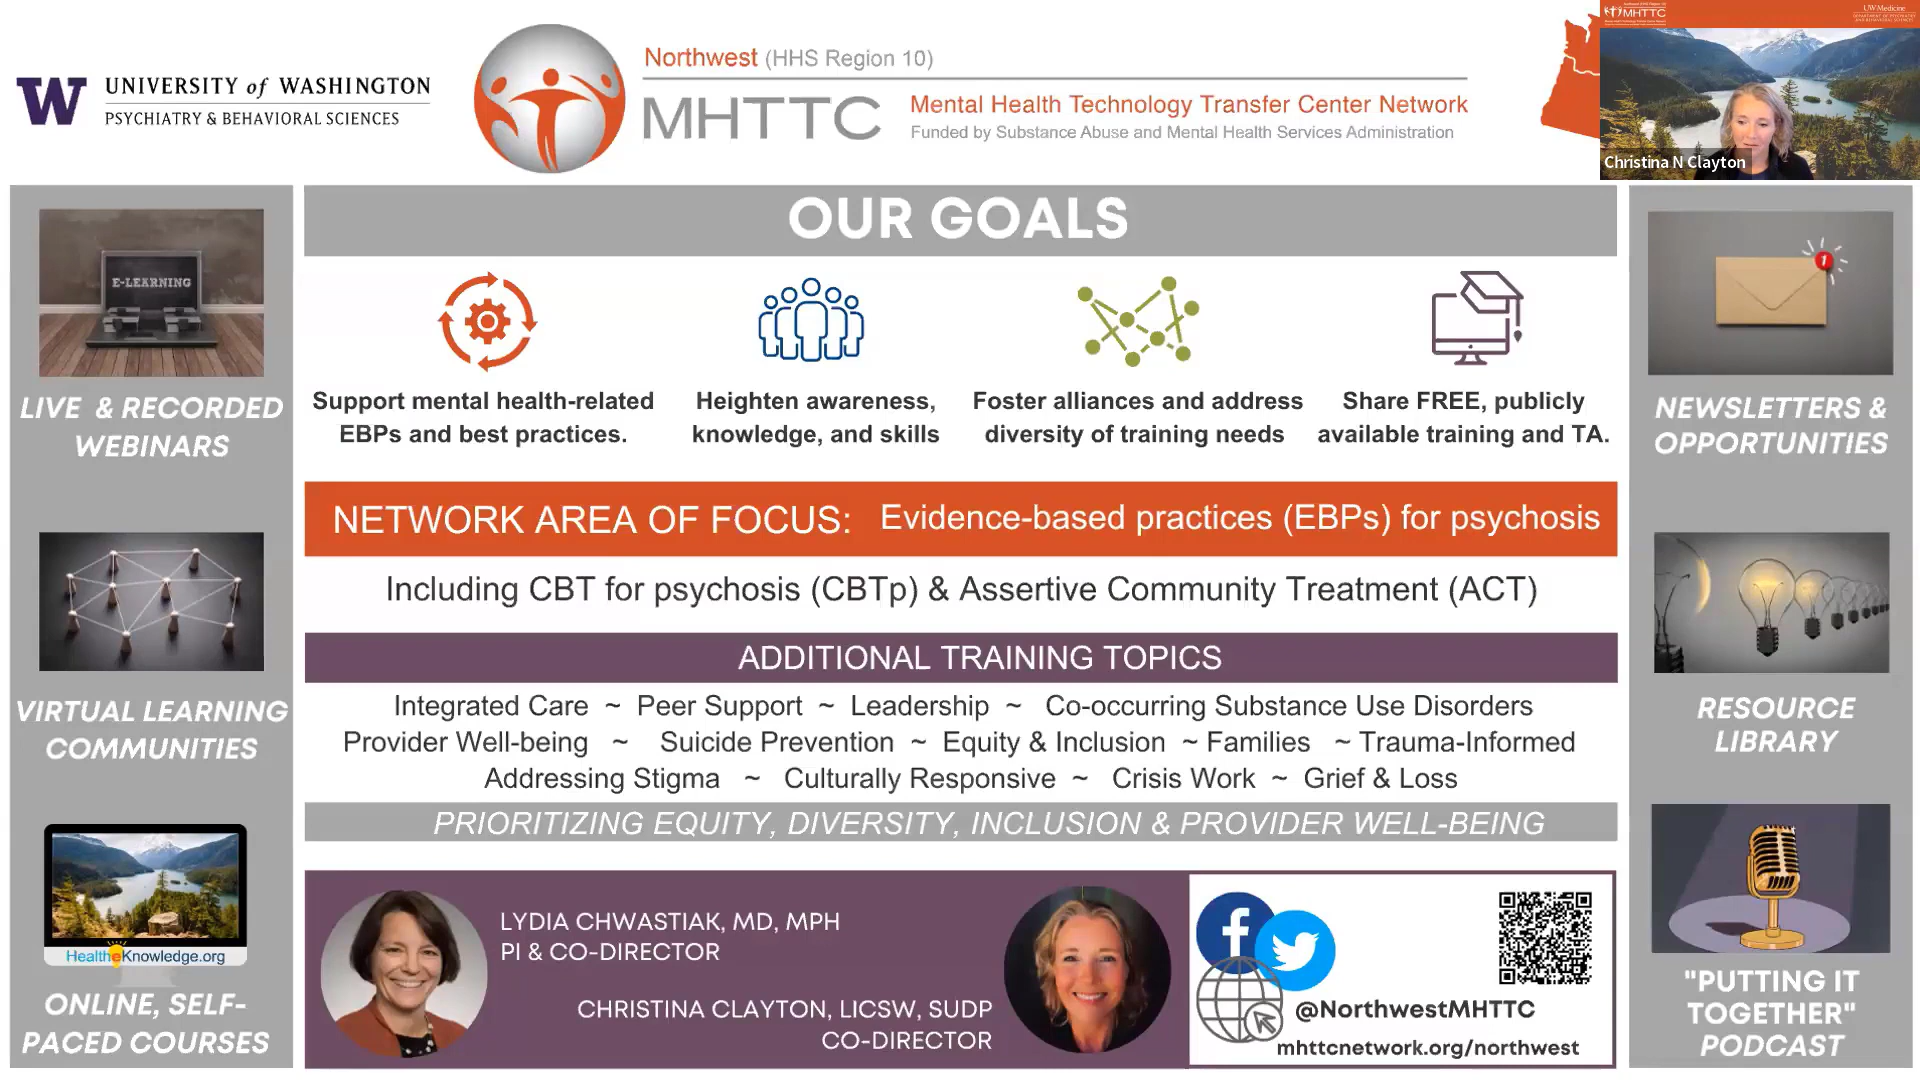 UNIVERSITY of WASHINGTON
PSYCHIATRY & BEHAVIORAL SCIENCES
Northwest (HHS Region 10)
MHTTC
Mental Health Technology Transfer Center Network
Funded by Substance Abuse and Mental Health Services Administration
MHTTC
UW Medicine
Christina N Clayton
E-LEARNING
LIVE & RECORDED
WEBINARS
VIRTUAL LEARNING
COMMUNITIES
HealtheKnowledge.org
ONLINE, SELF-
PACED COURSES
OUR GOALS
Support mental health-related
EBPs and best practices.
Heighten awareness,
knowledge, and skills
Foster alliances and address
diversity of training needs
Share FREE, publicly
available training and TA.
NETWORK AREA OF FOCUS: Evidence-based practices (EBPs) for psychosis
Including CBT for psychosis (CBTp) & Assertive Community Treatment (ACT)
ADDITIONAL TRAINING TOPICS
Integrated Care ~ Peer Support ~ Leadership ~ Co-occurring Substance Use Disorders
Provider Well-being ~ Suicide Prevention ~ Equity & Inclusion ~ Families ~ Trauma-Informed
Addressing Stigma ~ Culturally Responsive ~ Crisis Work ~ Grief & Loss
PRIORITIZING EQUITY, DIVERSITY, INCLUSION & PROVIDER WELL-BEING
LYDIA CHWASTIAK, MD, MPH
PI & CO-DIRECTOR
CHRISTINA CLAYTON, LICSW, SUDP
CO-DIRECTOR
@NorthwestMHTTC
mhttcnetwork.org/northwest
1
NEWSLETTERS &
OPPORTUNITIES
RESOURCE
LIBRARY
"PUTTING IT
TOGETHER"
PODCAST